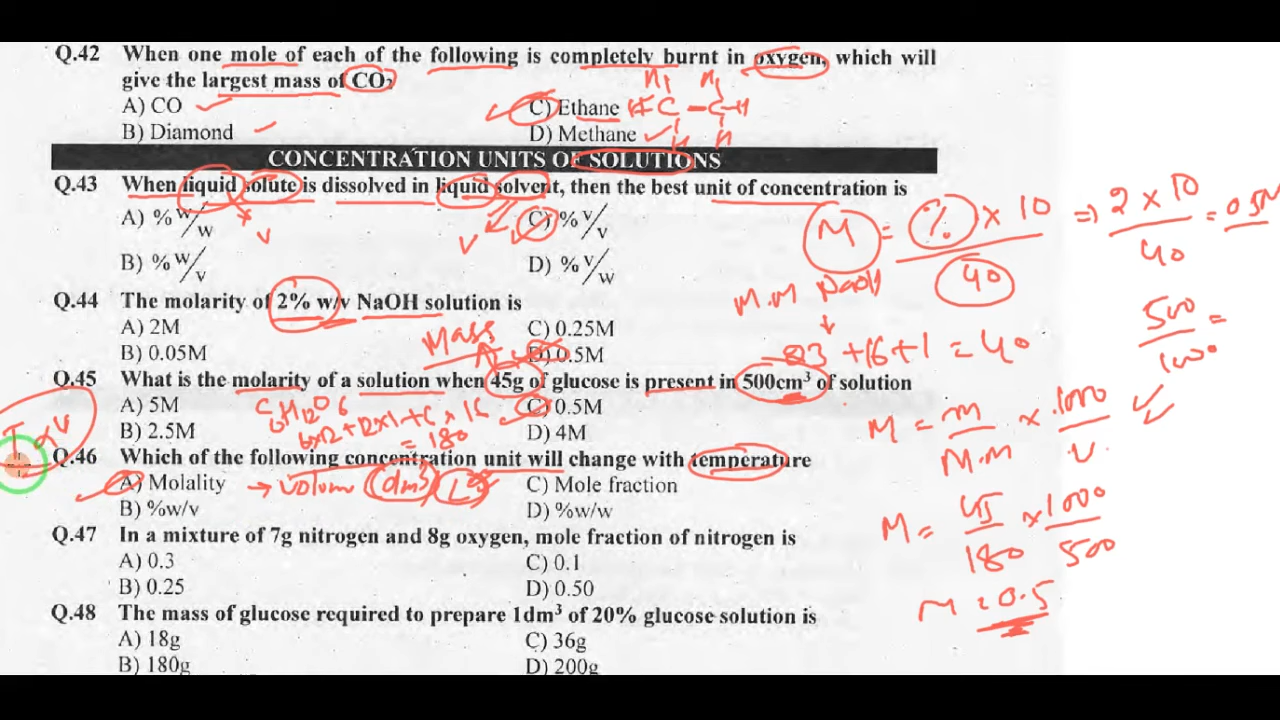 Q.42 When one mole of each of the following is completely burnt in oxygen, which will
give the largest mass of CO₂
A) CO C) Ethane H C – C – H
B) Diamond D) Methane
CONCENTRATION UNITS OF SOLUTIONS
Q.43 When liquid solute is dissolved in liquid solvent, then the best unit of concentration is
A) % w/w C) % v/v
B) % w/v D) % v/w
M = % × 10 / 40 ⇒ 2 × 10 / 40 = 0.5M
M.M NaOH
23 + 16 + 1 = 40
500 / 1000 =
Q.44 The molarity of 2% w/v NaOH solution is
A) 2M C) 0.25M
B) 0.05M D) 0.5M
Mass
Q.45 What is the molarity of a solution when 45g of glucose is present in 500cm³ of solution
A) 5M C) 0.5M
B) 2.5M D) 4M
C6H12O6
6×12+12×1+6×16
= 180
M = m / M.M × 1000 / v
T ∝ V
Q.46 Which of the following concentration unit will change with temperature
A) Molality → volum dm³ L C) Mole fraction
B) %w/v D) %w/w
M = 45 / 180 × 1000 / 500
M = 0.5
Q.47 In a mixture of 7g nitrogen and 8g oxygen, mole fraction of nitrogen is
A) 0.3 C) 0.1
B) 0.25 D) 0.50
Q.48 The mass of glucose required to prepare 1dm³ of 20% glucose solution is
A) 18g C) 36g
B) 180g D) 200g